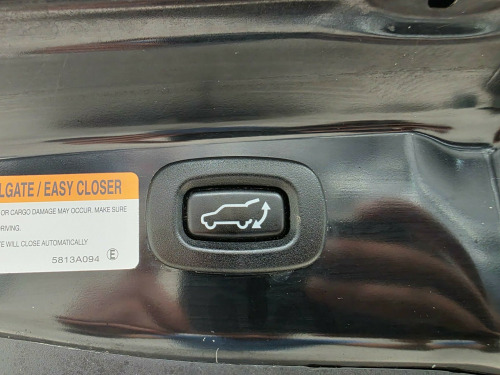 LGATE / EASY CLOSER
OR CARGO DAMAGE MAY OCCUR. MAKE SURE
RIVING.
E WILL CLOSE AUTOMATICALLY
5813A094 E